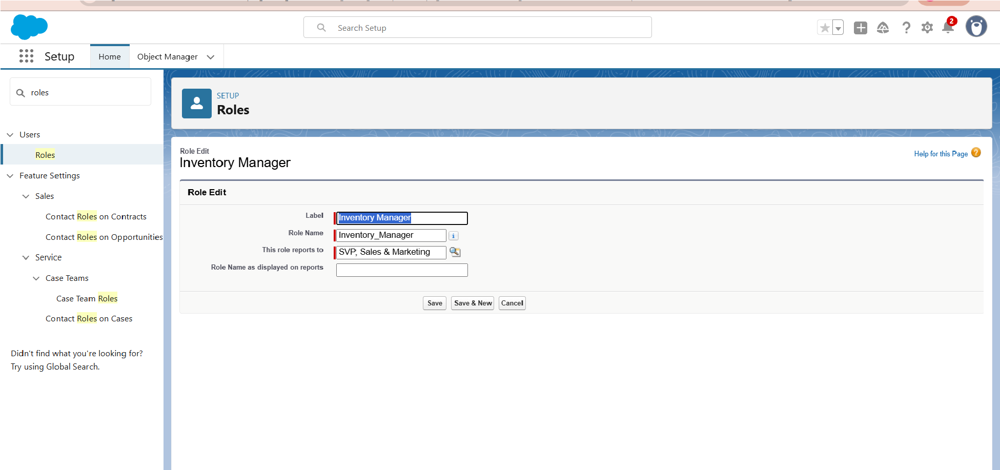 Search Setup
2
Setup
Home
Object Manager
roles
SETUP
Roles
Users
Roles
Feature Settings
Sales
Contact Roles on Contracts
Contact Roles on Opportunities
Service
Case Teams
Case Team Roles
Contact Roles on Cases
Didn't find what you're looking for?
Try using Global Search.
Role Edit
Inventory Manager
Help for this Page
Role Edit
Label
Inventory Manager
Role Name
Inventory_Manager
This role reports to
SVP, Sales & Marketing
Role Name as displayed on reports
Save
Save & New
Cancel